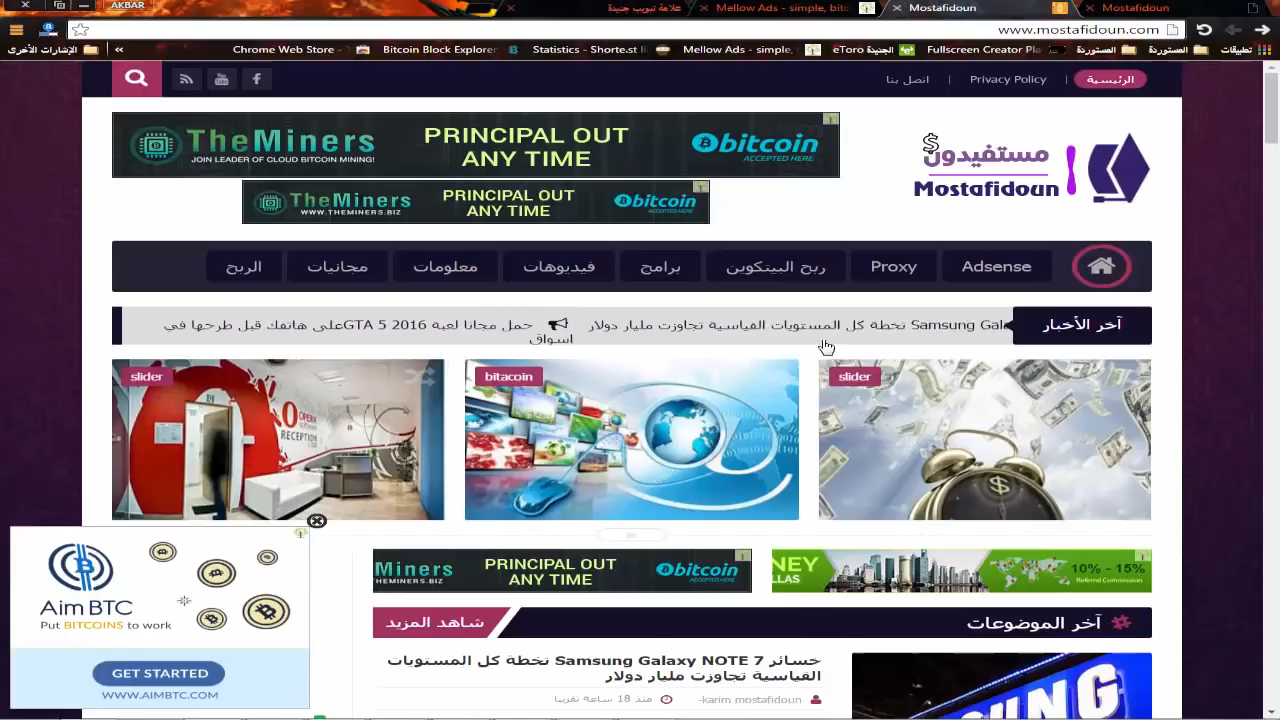 AKBAR
علامة تبويب جديدة
Mellow Ads - simple, bitc
Mostafidoun
Mostafidoun
www.mostafidoun.com
تطبيقات
المستوردة
المستوردة
eToro الجديدة
Fullscreen Creator Pla
Mellow Ads - simple,
Statistics - Shorte.st
Bitcoin Block Explorer
Chrome Web Store -
»
الإشارات الأخرى
الرئيسية
Privacy Policy
اتصل بنا
TheMiners
JOIN LEADER OF CLOUD BITCOIN MINING!
PRINCIPAL OUT
ANY TIME
bitcoin
ACCEPTED HERE
TheMiners
WWW.THEMINERS.BIZ
PRINCIPAL OUT
ANY TIME
bitcoin
ACCEPTED HERE
مستفيدون
Mostafidoun
Adsense
Proxy
ربح البيتكوين
برامج
فيديوهات
معلومات
مجانيات
الربح
آخر الأخبار
Samsung Gala تخطة كل المستويات القياسية تجاوزت مليار دولار
حمل مجانا لعبة GTA 5 2016على هاتفك قبل طرحها في
اسواق
slider
bitacoin
slider
OPERA
RECEPTION
Miners
HEMINERS.BIZ
PRINCIPAL OUT
ANY TIME
bitcoin
ACCEPTED HERE
NEY
LLAS
10% - 15%
Referral Commission
آخر الموضوعات
شاهد المزيد
خسائر Samsung Galaxy NOTE 7 تخطة كل المستويات
القياسية تجاوزت مليار دولار
karim mostafidoun-
منذ 18 ساعة تقريبا
SUNG
Aim BTC
Put BITCOINS to work
GET STARTED
WWW.AIMBTC.COM